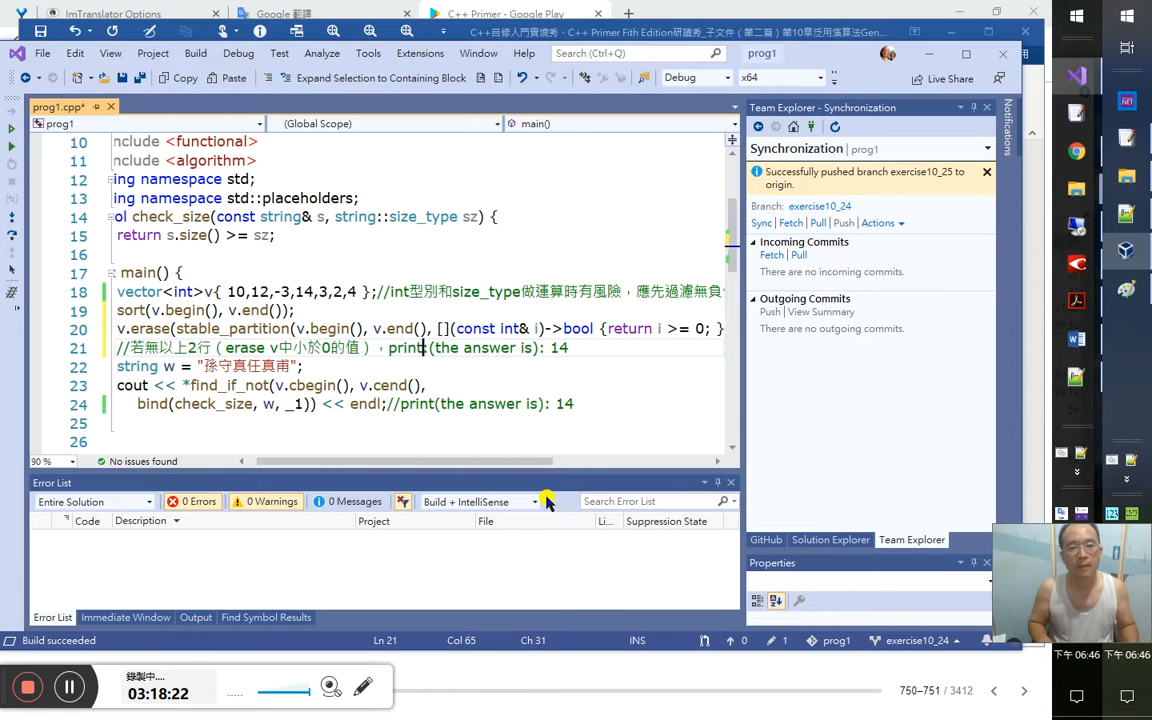 ImTranslator Options
Google 翻譯
C++ Primer - Google Play
C++自修入門實境秀、C++ Primer Fith Edition研讀秀_子文件（第二篇）第10章泛用演算法Gen...
File Edit View Project Build Debug Test Analyze Tools Extensions Window Help Search (Ctrl+Q) prog1
Copy Paste Expand Selection to Containing Block Debug x64 Live Share
prog1.cpp*
prog1 (Global Scope) main()
10 nclude <functional>
11 nclude <algorithm>
12 ing namespace std;
13 ing namespace std::placeholders;
14 ol check_size(const string& s, string::size_type sz) {
15 return s.size() >= sz;
16
17 main() {
18 vector<int>v{ 10,12,-3,14,3,2,4 };//int型別和size_type做運算時有風險，應先過濾無負
19 sort(v.begin(), v.end());
20 v.erase(stable_partition(v.begin(), v.end(), [](const int& i)->bool {return i >= 0; }
21 //若無以上2行（erase v中小於0的值），print(the answer is): 14
22 string w = "孫守真任真甫";
23 cout << *find_if_not(v.cbegin(), v.cend(),
24 bind(check_size, w, _1)) << endl;//print(the answer is): 14
25
26
90 % No issues found
Error List
Entire Solution 0 Errors 0 Warnings 0 Messages Build + IntelliSense Search Error List
Code Description Project File Li... Suppression State
Error List Immediate Window Output Find Symbol Results
Build succeeded Ln 21 Col 65 Ch 31 INS 0 1 prog1 exercise10_24
Team Explorer - Synchronization
Synchronization prog1
Successfully pushed branch exercise10_25 to
origin.
Branch: exercise10_24
Sync Fetch Pull Push Actions
Incoming Commits
Fetch Pull
There are no incoming commits.
Outgoing Commits
Push View Summary
There are no outgoing commits.
GitHub Solution Explorer Team Explorer
Properties
Notifications
錄製中...
03:18:22
750–751 / 3412
下午 06:46 下午 06:46